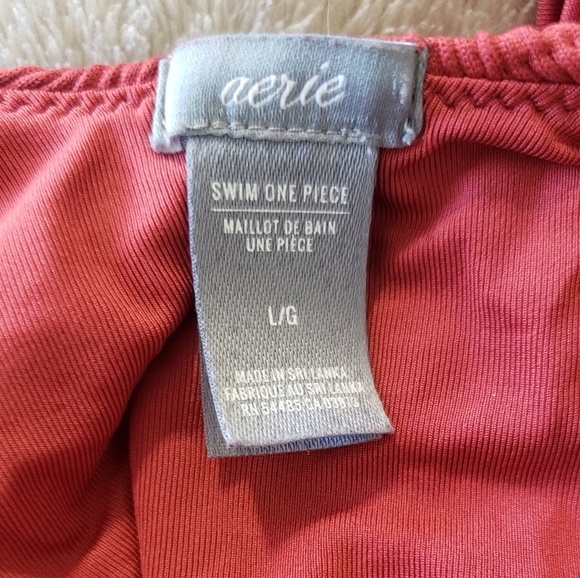 aerie
SWIM ONE PIECE
MAILLOT DE BAIN
UNE PIÈCE
L/G
MADE IN SRI LANKA
FABRIQUÉ AU SRI LANKA
RN 54485